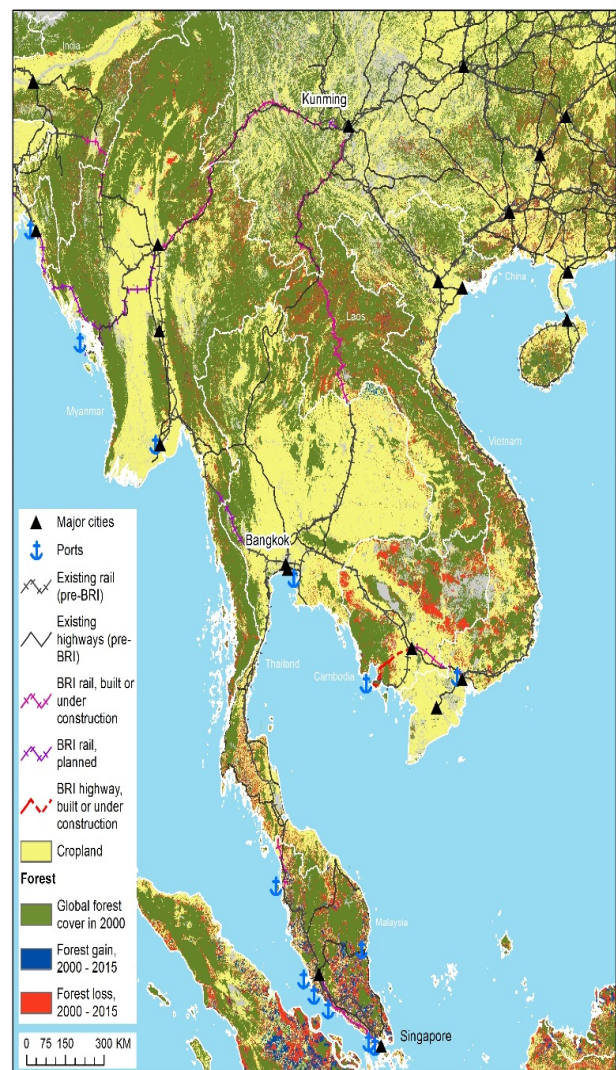 India
Kunming
China
Laos
Myanmar
Vietnam
Bangkok
Thailand
Cambodia
Malaysia
Singapore
Major cities
Ports
Existing rail
(pre-BRI)
Existing
highways (pre-
BRI)
BRI rail, built or
under
construction
BRI rail,
planned
BRI highway,
built or under
construction
Cropland
Forest
Global forest
cover in 2000
Forest gain,
2000 - 2015
Forest loss,
2000 - 2015
0 75 150 300 KM